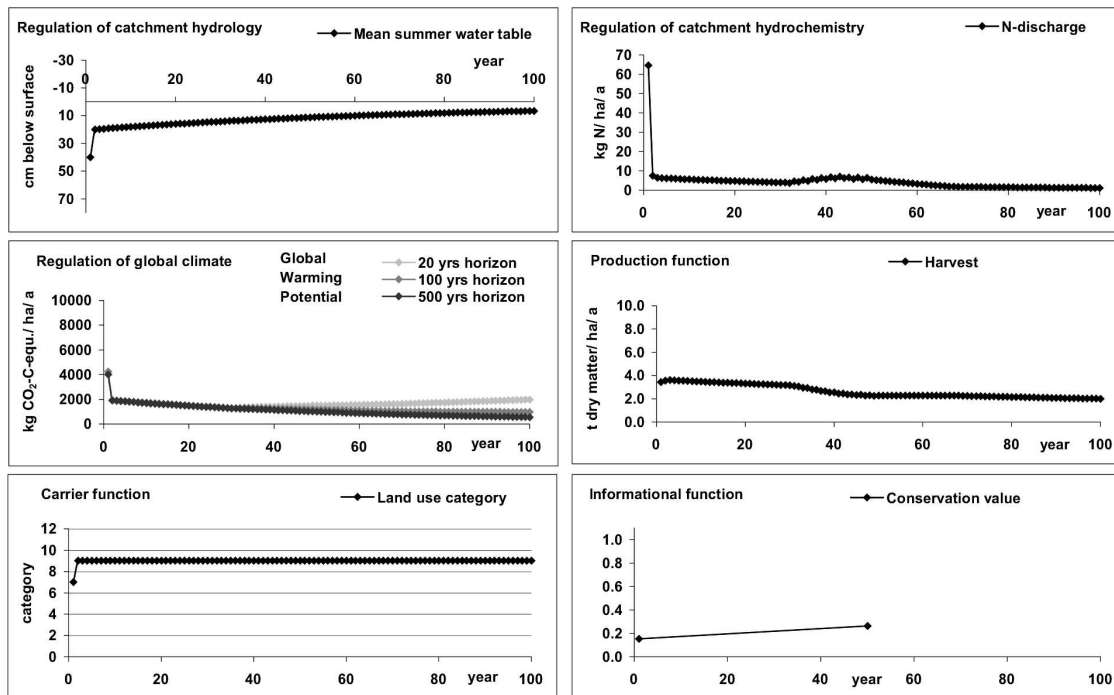 Regulation of catchment hydrology
Mean summer water table
year
0 20 40 60 80 100
-30
-10
10
30
50
70
cm below surface
Regulation of catchment hydrochemistry
N-discharge
70
60
50
40
30
20
10
0
kg N/ ha/ a
0 20 40 60 80 100
year
Regulation of global climate
Global
Warming
Potential
20 yrs horizon
100 yrs horizon
500 yrs horizon
10000
8000
6000
4000
2000
0
kg CO₂-C-equ./ ha/ a
0 20 40 60 80 100
year
Production function
Harvest
10.0
8.0
6.0
4.0
2.0
0.0
t dry matter/ ha/ a
0 20 40 60 80 100
year
Carrier function
Land use category
12
10
8
6
4
2
0
category
0 20 40 60 80 100
year
Informational function
Conservation value
1.0
0.8
0.6
0.4
0.2
0.0
0 20 40 60 80 100
year